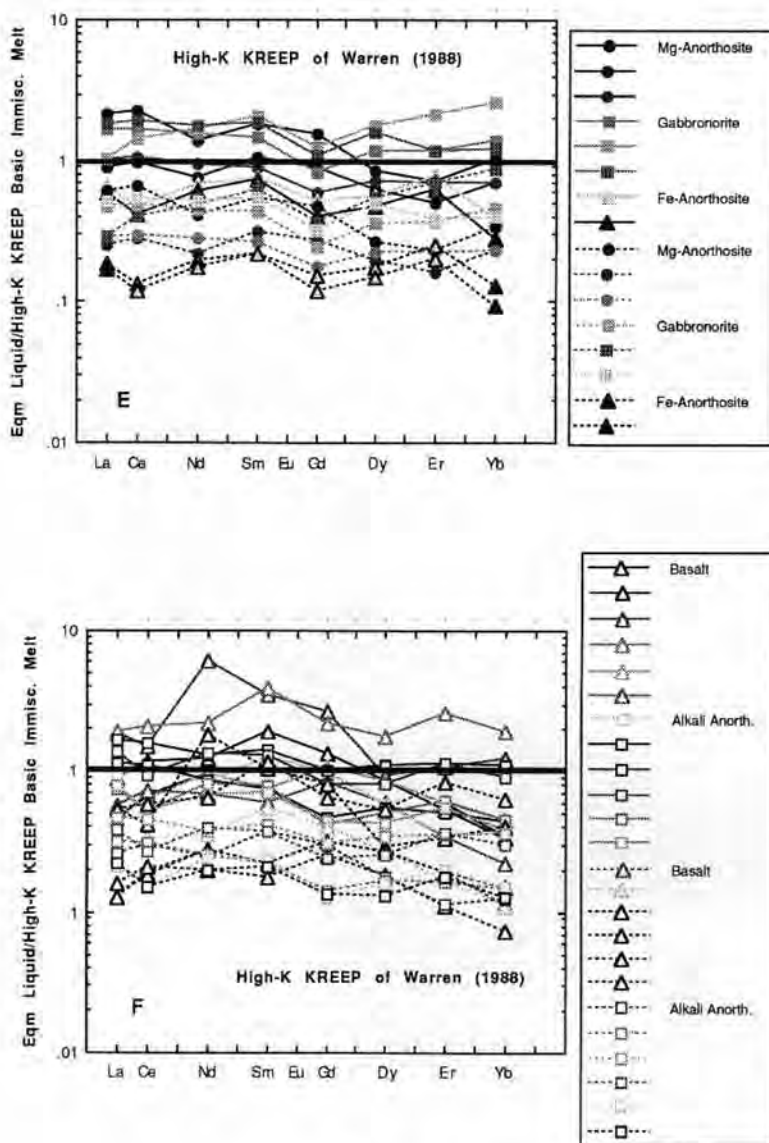 10
High-K KREEP of Warren (1988)
1
.1
.01
Eqm Liquid/High-K KREEP Basic Immisc. Melt
E
La Ce Nd Sm Eu Gd Dy Er Yb
Mg-Anorthosite
Gabbronorite
Fe-Anorthosite
Mg-Anorthosite
Gabbronorite
Fe-Anorthosite
10
1
.1
.01
Eqm Liquid/High-K KREEP Basic Immisc. Melt
High-K KREEP of Warren (1988)
F
La Ce Nd Sm Eu Gd Dy Er Yb
Basalt
Alkali Anorth.
Basalt
Alkali Anorth.